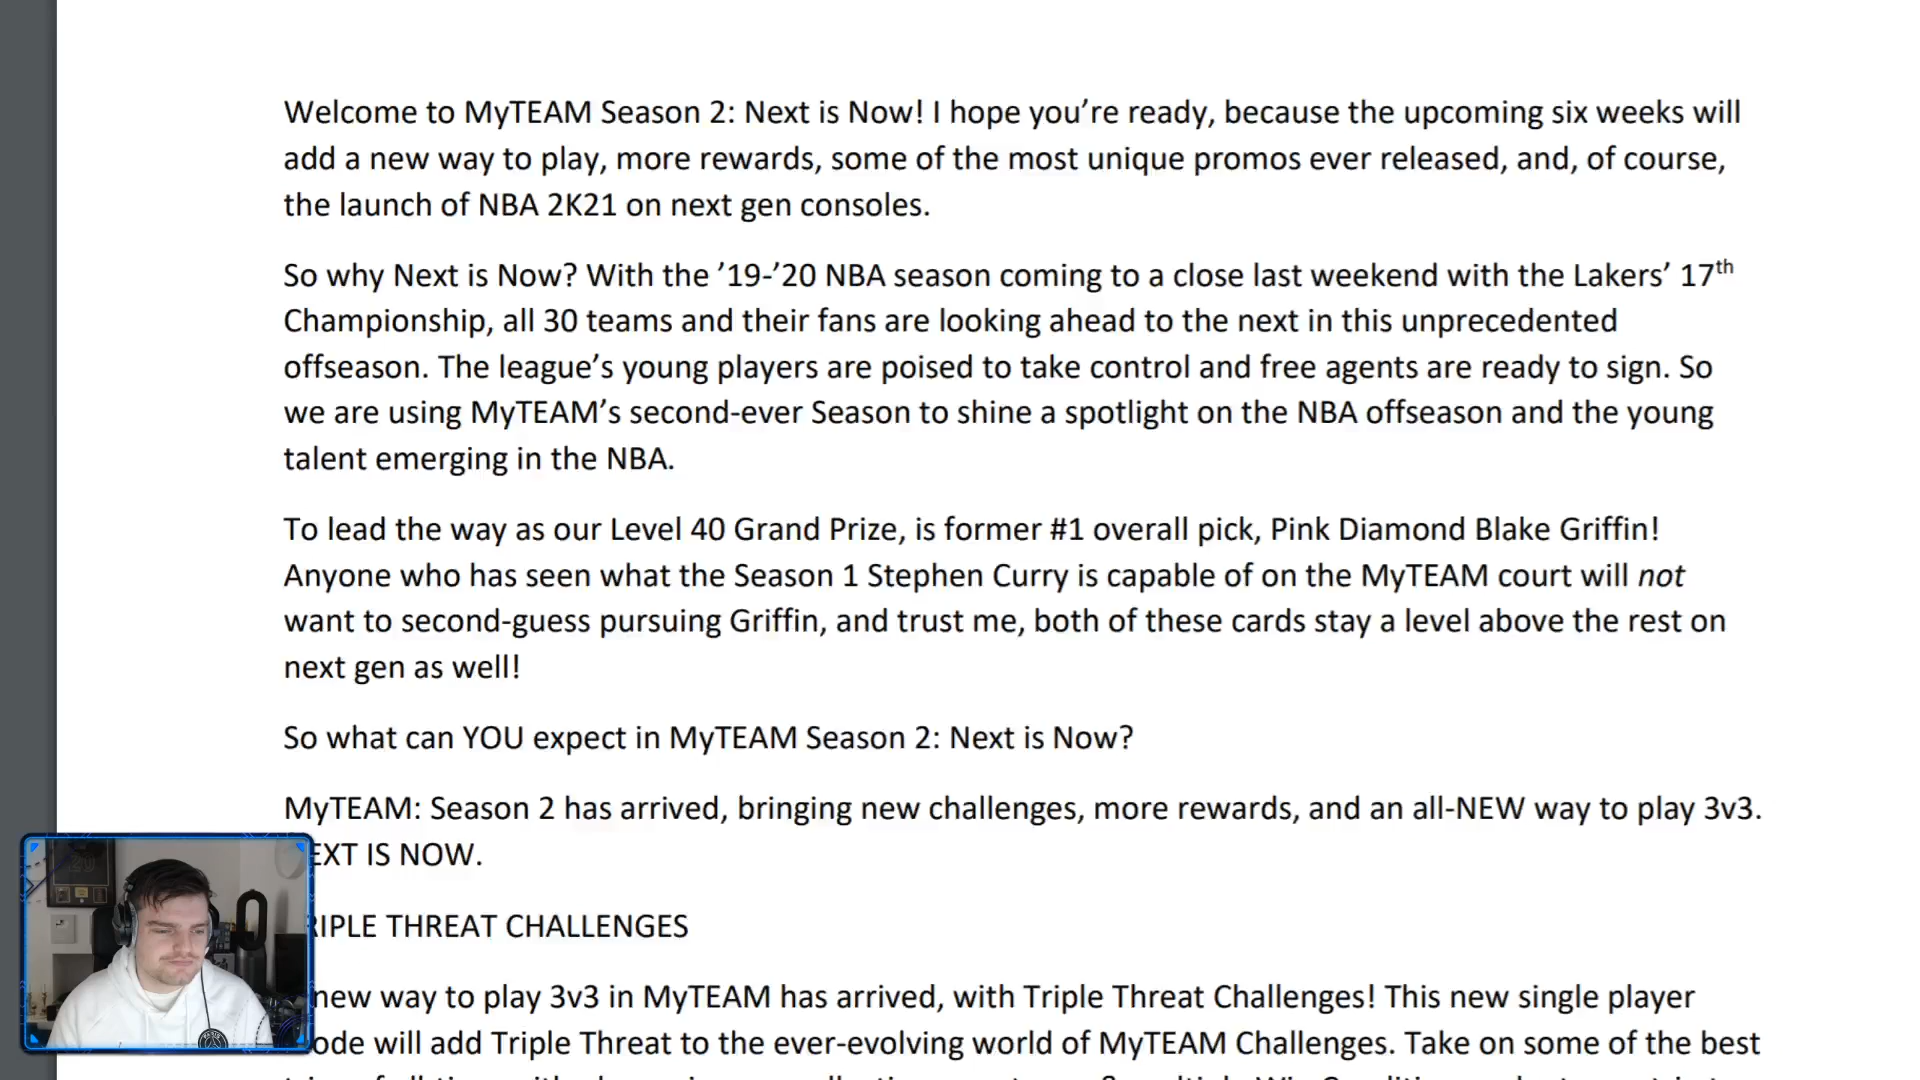 Welcome to MyTEAM Season 2: Next is Now! I hope you’re ready, because the upcoming six weeks will
add a new way to play, more rewards, some of the most unique promos ever released, and, of course,
the launch of NBA 2K21 on next gen consoles.
So why Next is Now? With the ’19-’20 NBA season coming to a close last weekend with the Lakers’ 17th
Championship, all 30 teams and their fans are looking ahead to the next in this unprecedented
offseason. The league’s young players are poised to take control and free agents are ready to sign. So
we are using MyTEAM’s second-ever Season to shine a spotlight on the NBA offseason and the young
talent emerging in the NBA.
To lead the way as our Level 40 Grand Prize, is former #1 overall pick, Pink Diamond Blake Griffin!
Anyone who has seen what the Season 1 Stephen Curry is capable of on the MyTEAM court will not
want to second-guess pursuing Griffin, and trust me, both of these cards stay a level above the rest on
next gen as well!
So what can YOU expect in MyTEAM Season 2: Next is Now?
MyTEAM: Season 2 has arrived, bringing new challenges, more rewards, and an all-NEW way to play 3v3.
EXT IS NOW.
RIPLE THREAT CHALLENGES
new way to play 3v3 in MyTEAM has arrived, with Triple Threat Challenges! This new single player
ode will add Triple Threat to the ever-evolving world of MyTEAM Challenges. Take on some of the best